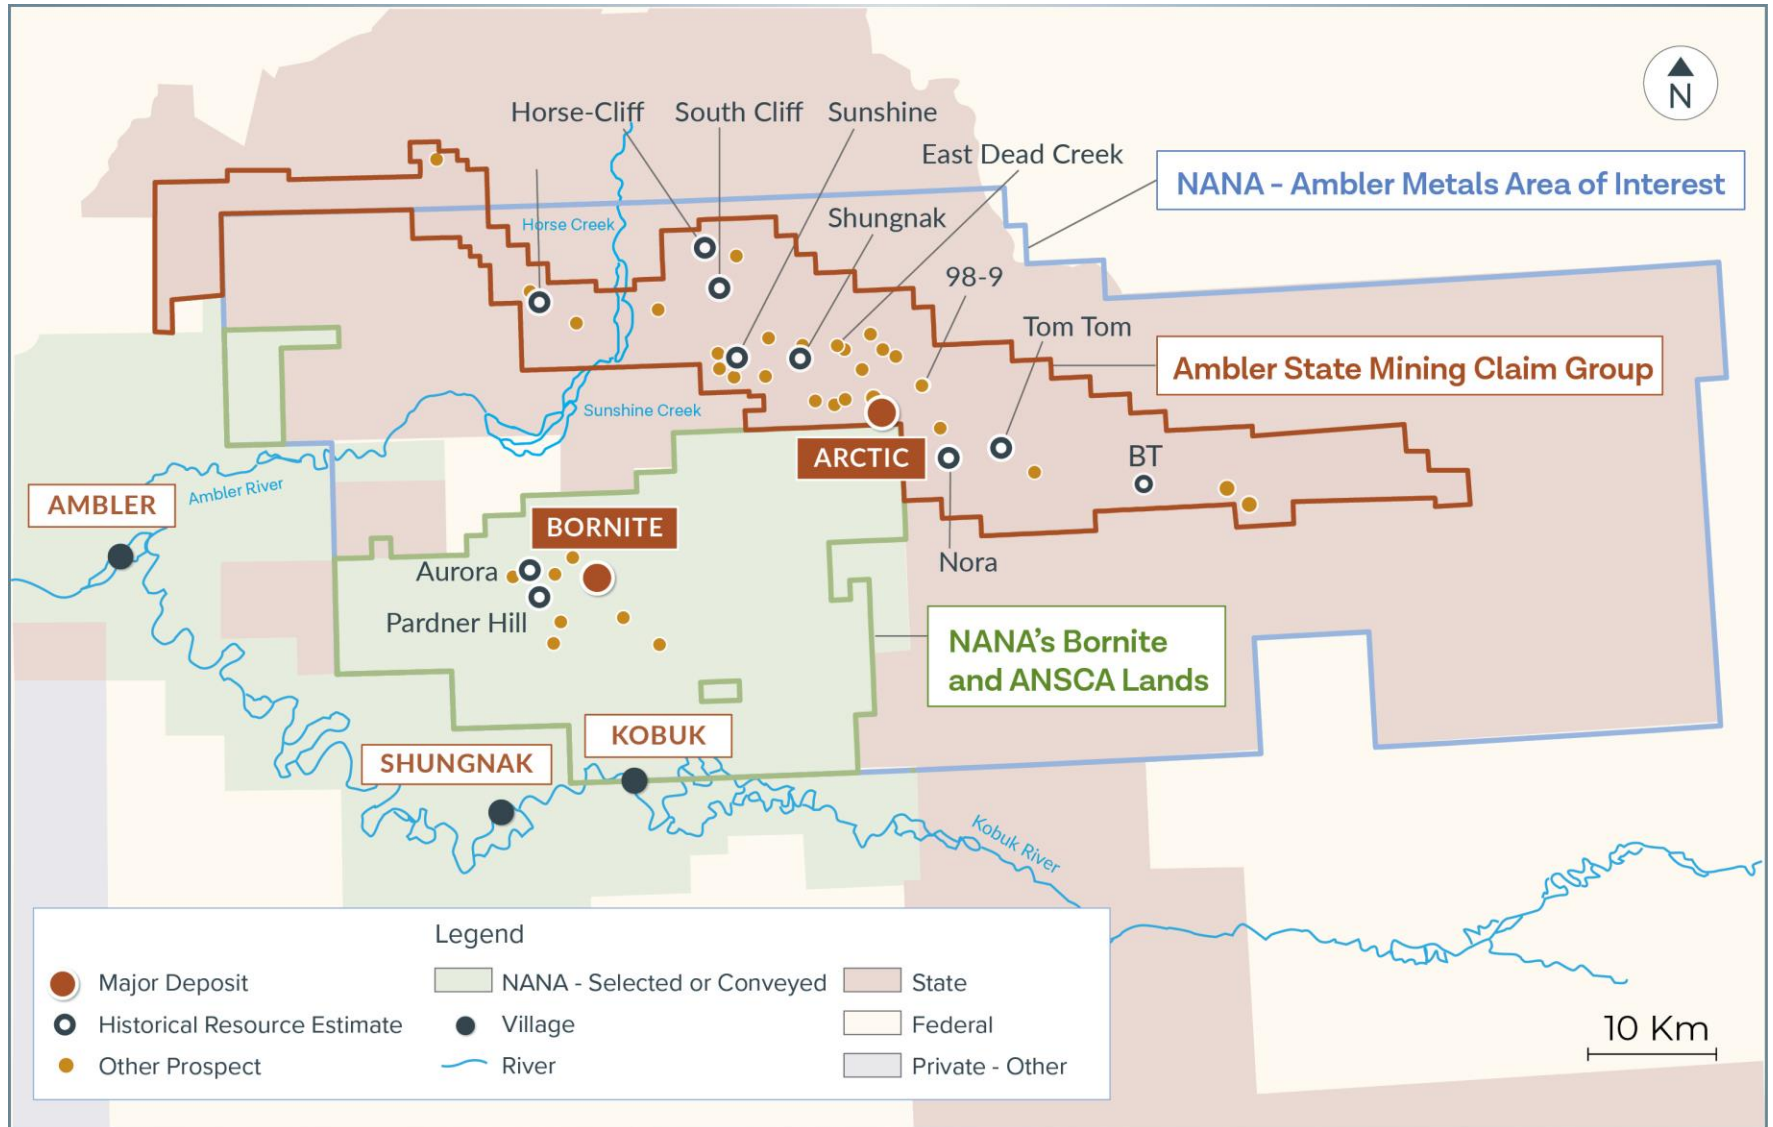 N
Horse-Cliff
South Cliff
Sunshine
East Dead Creek
NANA - Ambler Metals Area of Interest
Horse Creek
Shungnak
98-9
Tom Tom
Ambler State Mining Claim Group
Sunshine Creek
ARCTIC
BT
Ambler River
AMBLER
BORNITE
Nora
Aurora
Pardner Hill
NANA's Bornite
and ANSCA Lands
KOBUK
SHUNGNAK
Kobuk River
Legend
Major Deposit
Historical Resource Estimate
Other Prospect
NANA - Selected or Conveyed
Village
River
State
Federal
Private - Other
10 Km